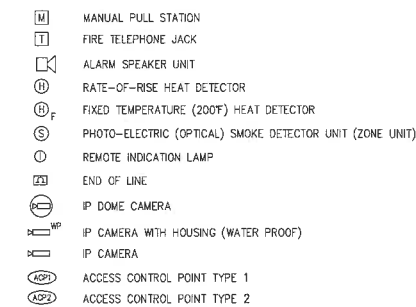 M MANUAL PULL STATION
T FIRE TELEPHONE JACK
ALARM SPEAKER UNIT
H RATE-OF-RISE HEAT DETECTOR
H F FIXED TEMPERATURE (200°F) HEAT DETECTOR
S PHOTO-ELECTRIC (OPTICAL) SMOKE DETECTOR UNIT (ZONE UNIT)
I REMOTE INDICATION LAMP
Ω END OF LINE
IP DOME CAMERA
WP IP CAMERA WITH HOUSING (WATER PROOF)
IP CAMERA
ACP1 ACCESS CONTROL POINT TYPE 1
ACP2 ACCESS CONTROL POINT TYPE 2